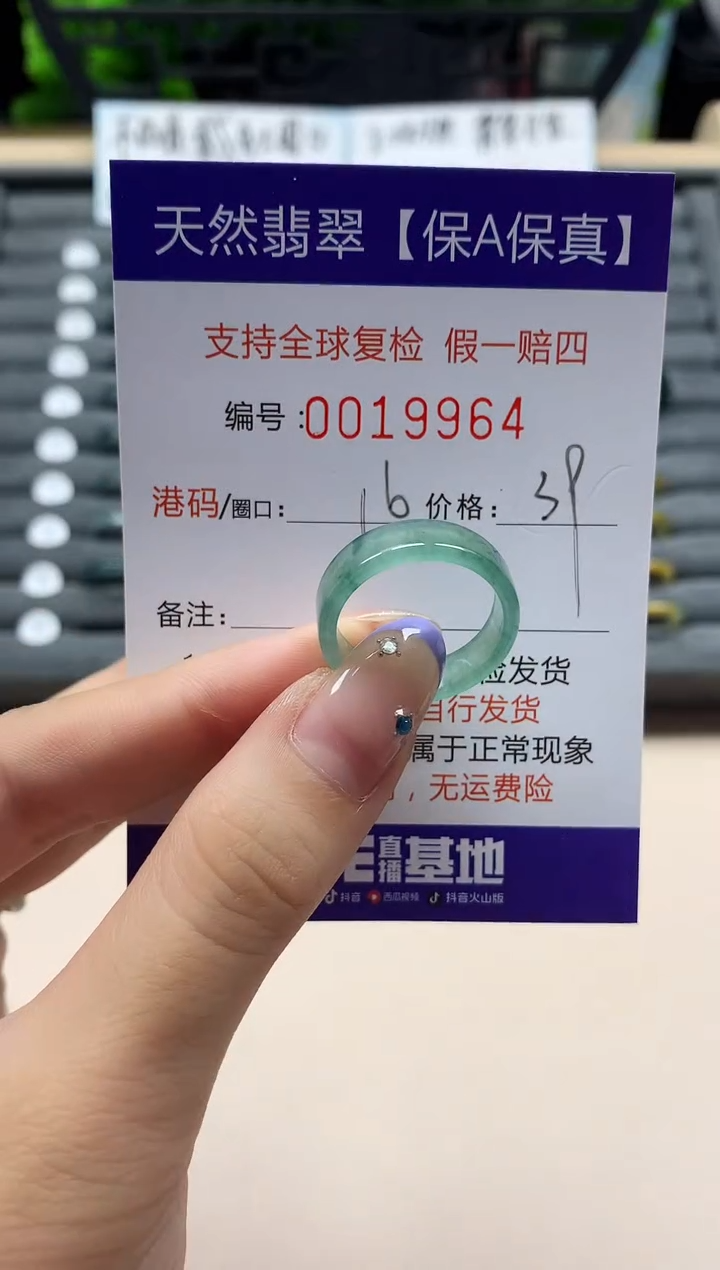 天然翡翠【保A保真】
支持全球复检 假一赔四
编号:0019964
港码/圈口: 16 价格: 39
备注:
验发货
自行发货
属于正常现象
，无运费险
直播基地
抖音 西瓜视频 抖音火山版